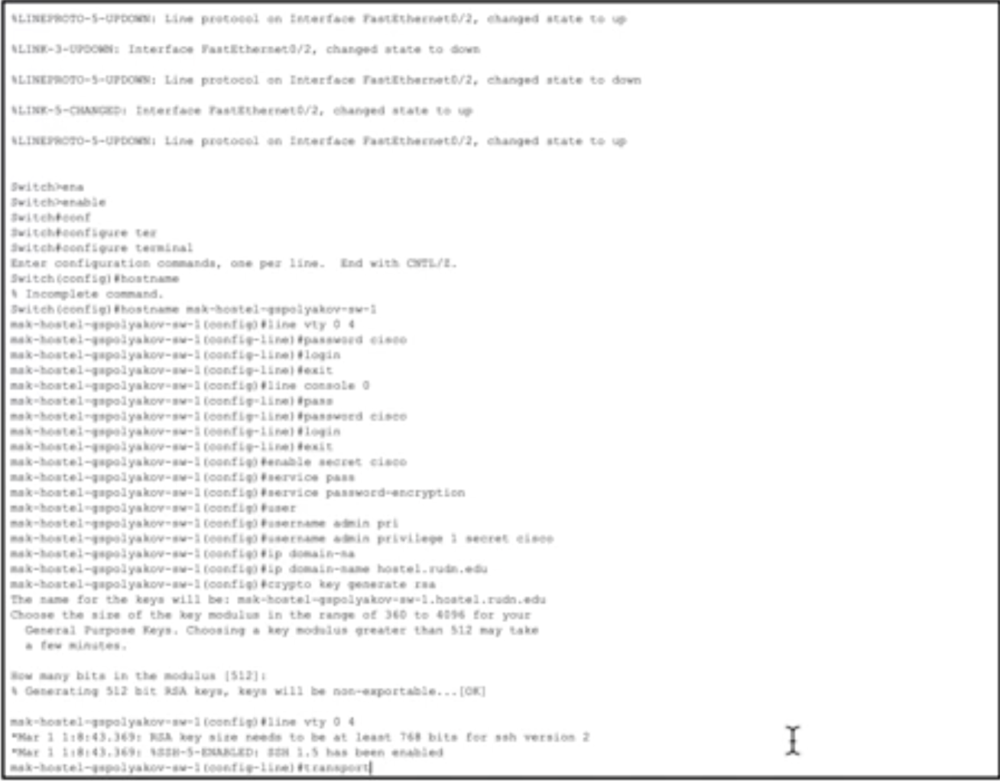 %LINEPROTO-5-UPDOWN: Line protocol on Interface FastEthernet0/2, changed state to up
%LINK-3-UPDOWN: Interface FastEthernet0/2, changed state to down
%LINEPROTO-5-UPDOWN: Line protocol on Interface FastEthernet0/2, changed state to down
%LINK-5-CHANGED: Interface FastEthernet0/2, changed state to up
%LINEPROTO-5-UPDOWN: Line protocol on Interface FastEthernet0/2, changed state to up
Switch>ena
Switch>enable
Switch#conf
Switch#configure ter
Switch#configure terminal
Enter configuration commands, one per line.  End with CNTL/Z.
Switch(config)#hostname
% Incomplete command.
Switch(config)#hostname msk-hostel-gspolyakov-sw-1
msk-hostel-gspolyakov-sw-1(config)#line vty 0 4
msk-hostel-gspolyakov-sw-1(config-line)#password cisco
msk-hostel-gspolyakov-sw-1(config-line)#login
msk-hostel-gspolyakov-sw-1(config-line)#exit
msk-hostel-gspolyakov-sw-1(config)#line console 0
msk-hostel-gspolyakov-sw-1(config-line)#pass
msk-hostel-gspolyakov-sw-1(config-line)#password cisco
msk-hostel-gspolyakov-sw-1(config-line)#login
msk-hostel-gspolyakov-sw-1(config-line)#exit
msk-hostel-gspolyakov-sw-1(config)#enable secret cisco
msk-hostel-gspolyakov-sw-1(config)#service pass
msk-hostel-gspolyakov-sw-1(config)#service password-encryption
msk-hostel-gspolyakov-sw-1(config)#user
msk-hostel-gspolyakov-sw-1(config)#username admin pri
msk-hostel-gspolyakov-sw-1(config)#username admin privilege 1 secret cisco
msk-hostel-gspolyakov-sw-1(config)#ip domain-na
msk-hostel-gspolyakov-sw-1(config)#ip domain-name hostel.rudn.edu
msk-hostel-gspolyakov-sw-1(config)#crypto key generate rsa
The name for the keys will be: msk-hostel-gspolyakov-sw-1.hostel.rudn.edu
Choose the size of the key modulus in the range of 360 to 4096 for your
General Purpose Keys. Choosing a key modulus greater than 512 may take
a few minutes.
How many bits in the modulus [512]:
% Generating 512 bit RSA keys, keys will be non-exportable...[OK]
msk-hostel-gspolyakov-sw-1(config)#line vty 0 4
*Mar 1 1:8:43.369: RSA key size needs to be at least 768 bits for ssh version 2
*Mar 1 1:8:43.369: %SSH-5-ENABLED: SSH 1.5 has been enabled
msk-hostel-gspolyakov-sw-1(config-line)#transport